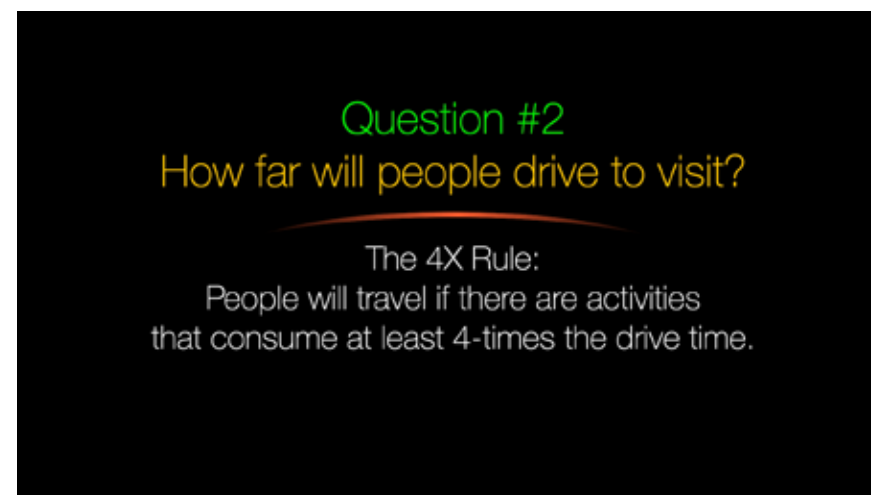 Question #2
How far will people drive to visit?
The 4X Rule:
People will travel if there are activities
that consume at least 4-times the drive time.